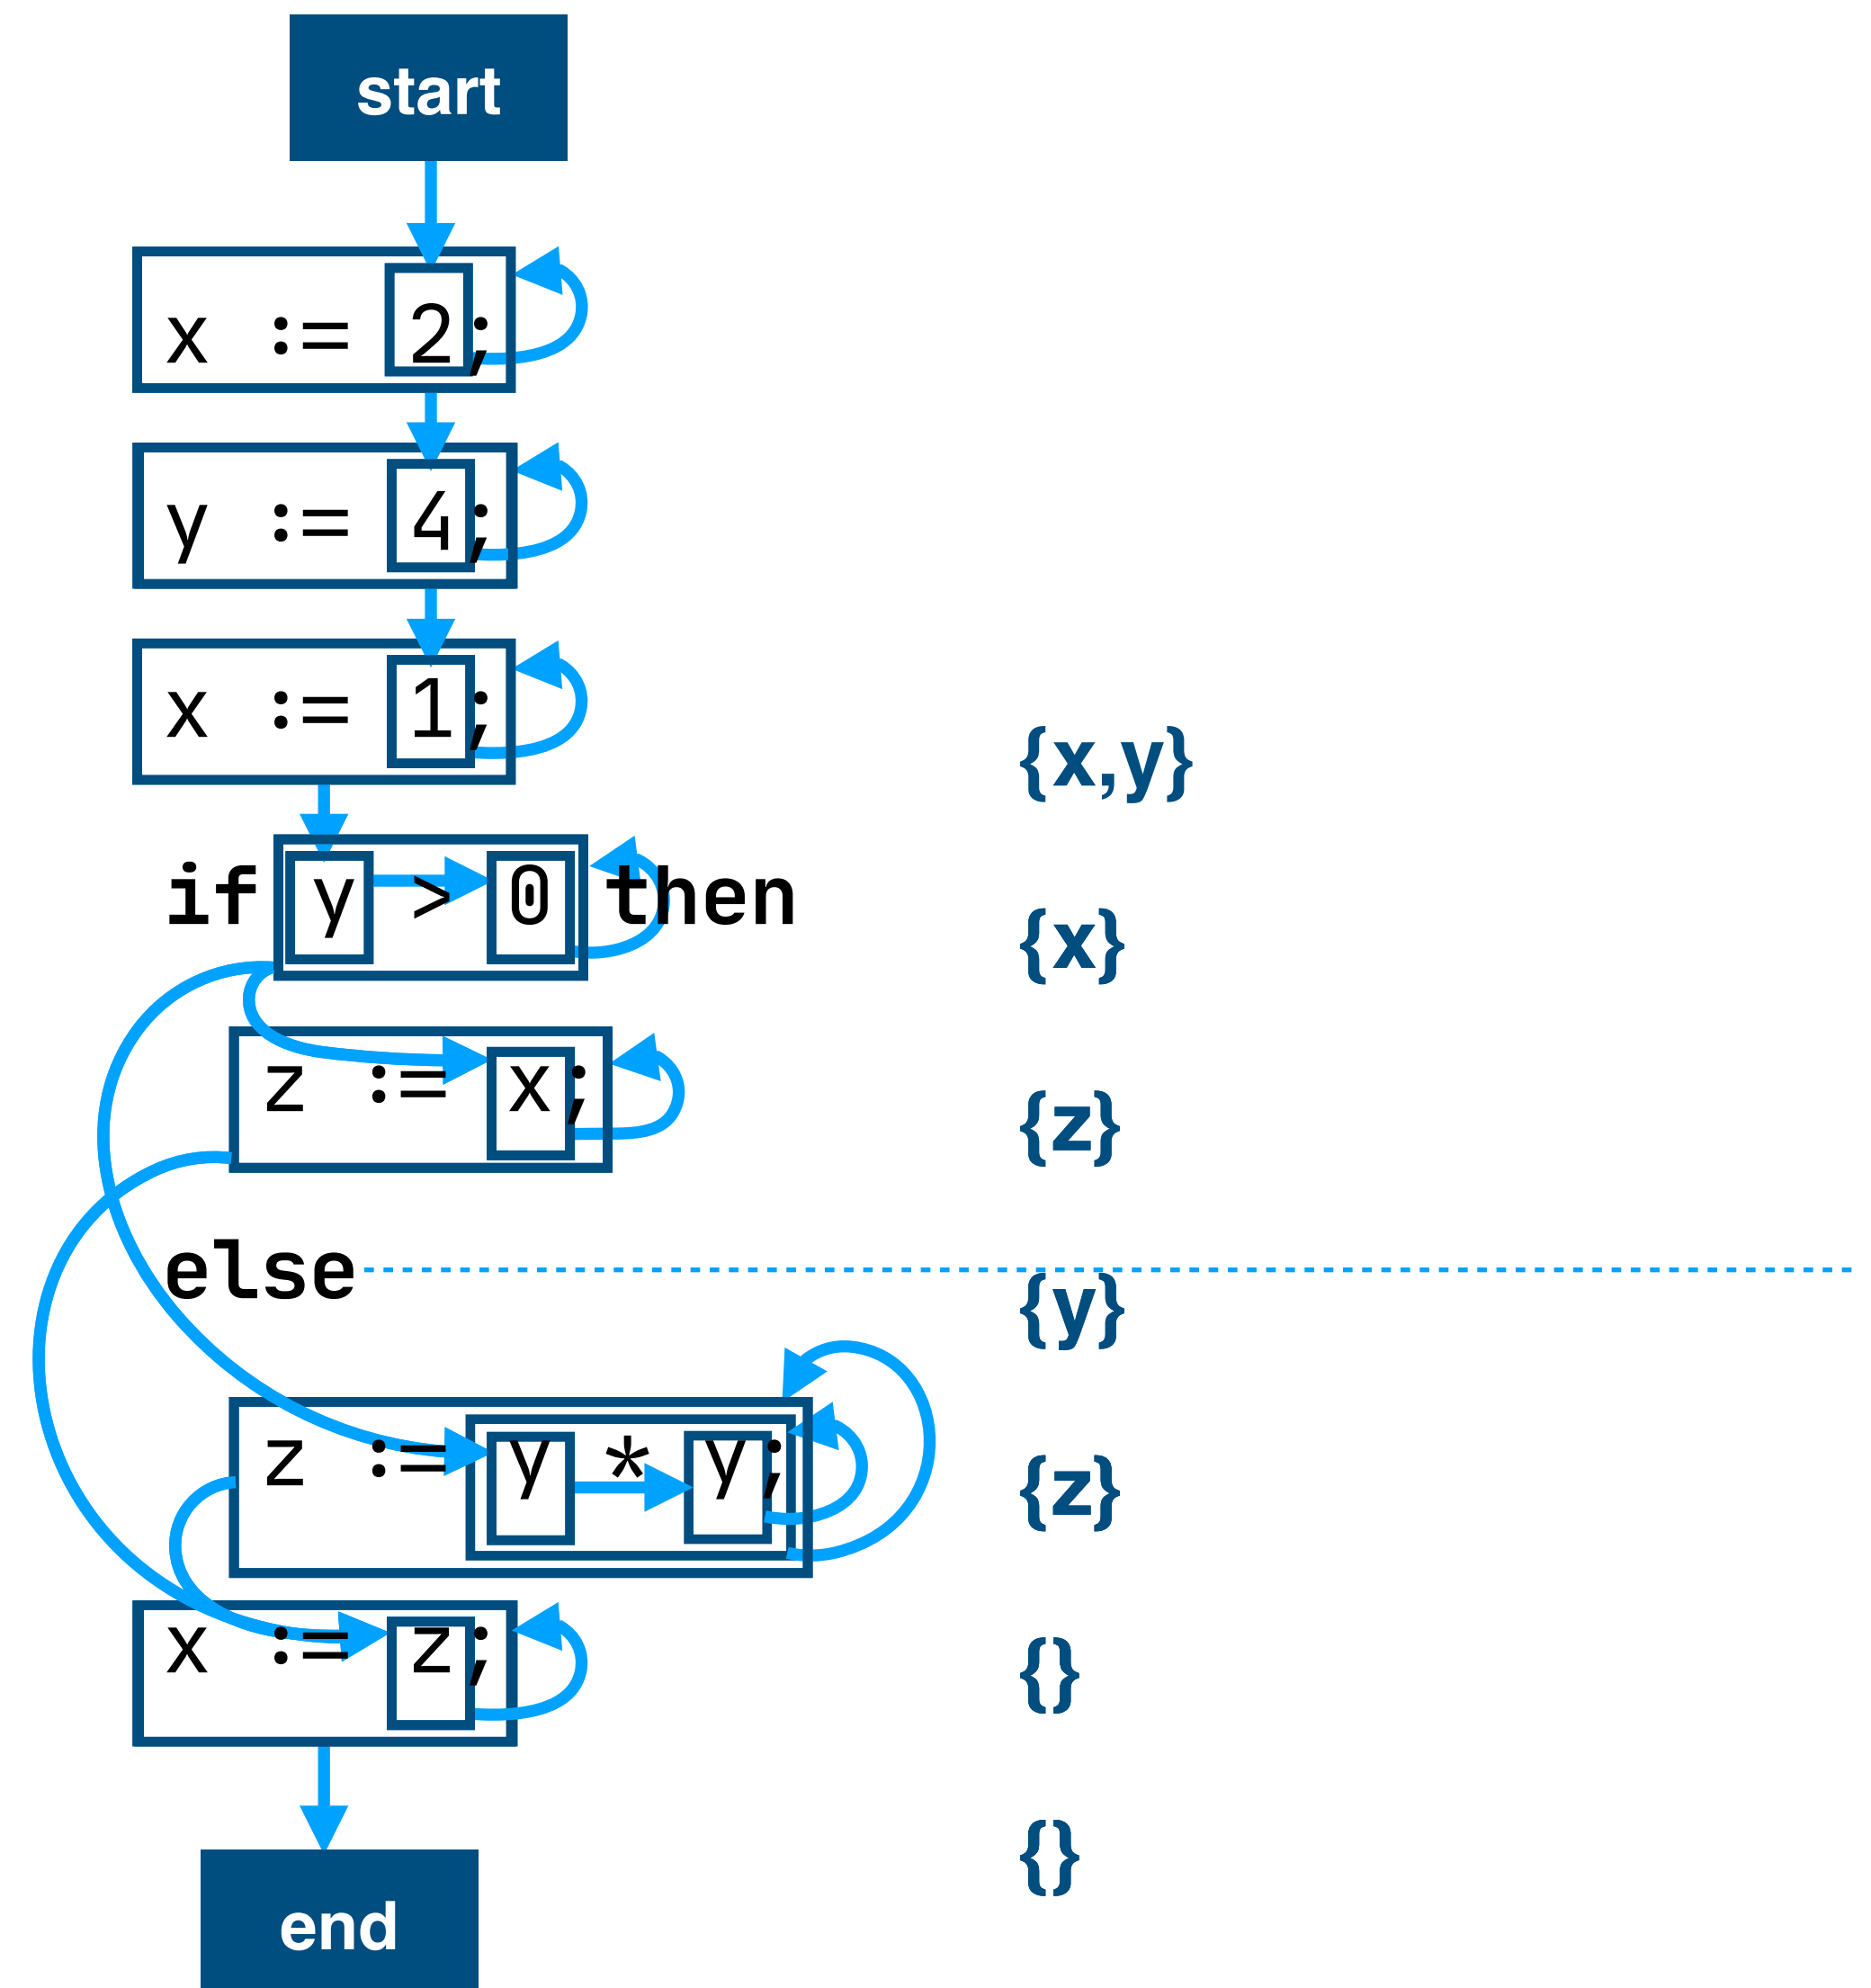 start
x := 2;
y := 4;
x := 1;
{x,y}
if y > 0 then
{x}
z := x;
{z}
else
{y}
z := y * y;
{z}
x := z;
{}
{}
end